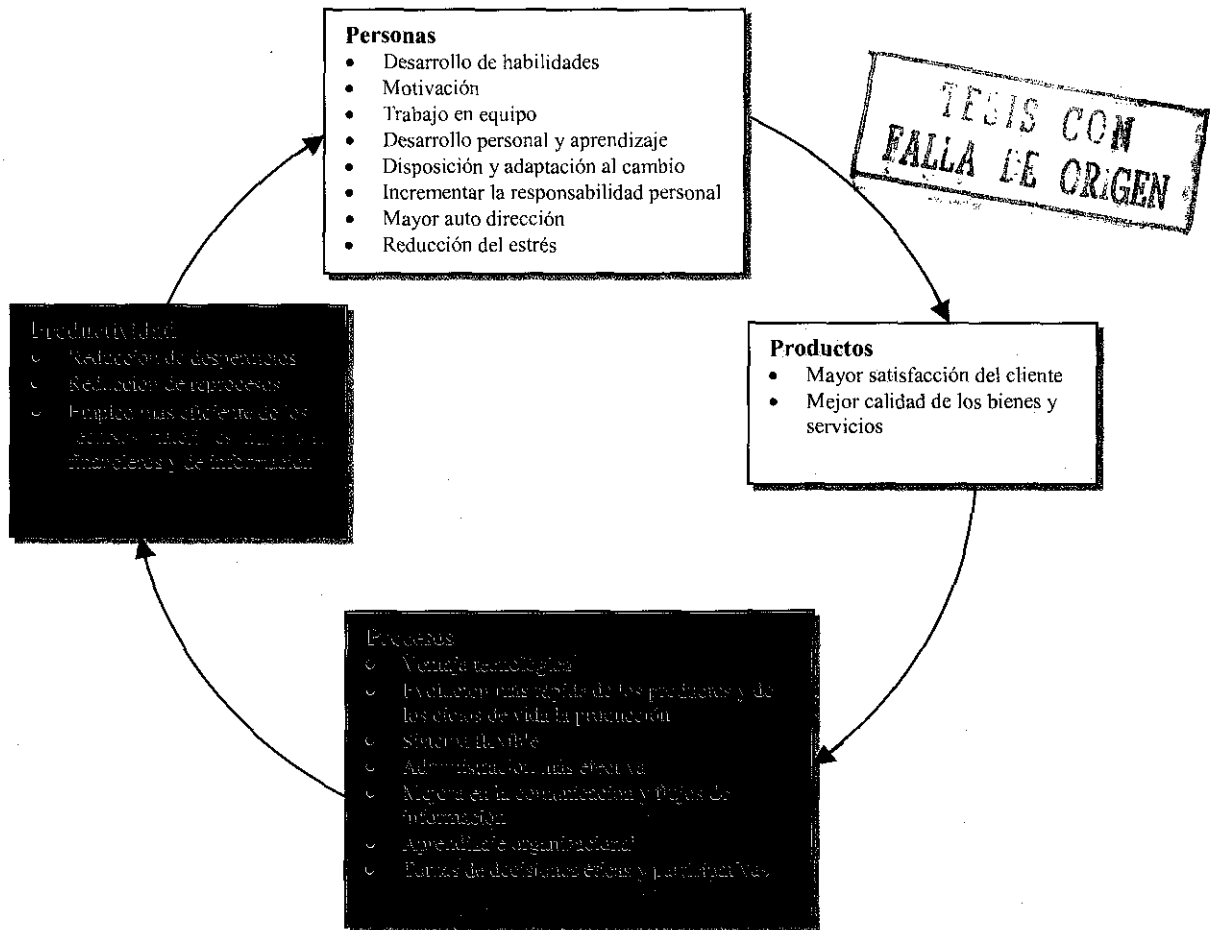 Personas
• Desarrollo de habilidades
• Motivación
• Trabajo en equipo
• Desarrollo personal y aprendizaje
• Disposición y adaptación al cambio
• Incrementar la responsabilidad personal
• Mayor auto dirección
• Reducción del estrés
TESIS CON
FALLA DE ORIGEN
Productos
• Mayor satisfacción del cliente
• Mejor calidad de los bienes y
servicios
Productividad
Reducción de desperdicios
Reducción de reprocesos
Empleo más eficiente de los
financieros y de información
Procesos
Ventaja tecnológica
Evolución más rápida de los productos y de
los ciclos de vida la producción
Sistema flexible
Administración más efectiva
Mejora en la comunicación y flujos de
información
Aprendizaje organizacional
de decisiones éticas y participativas